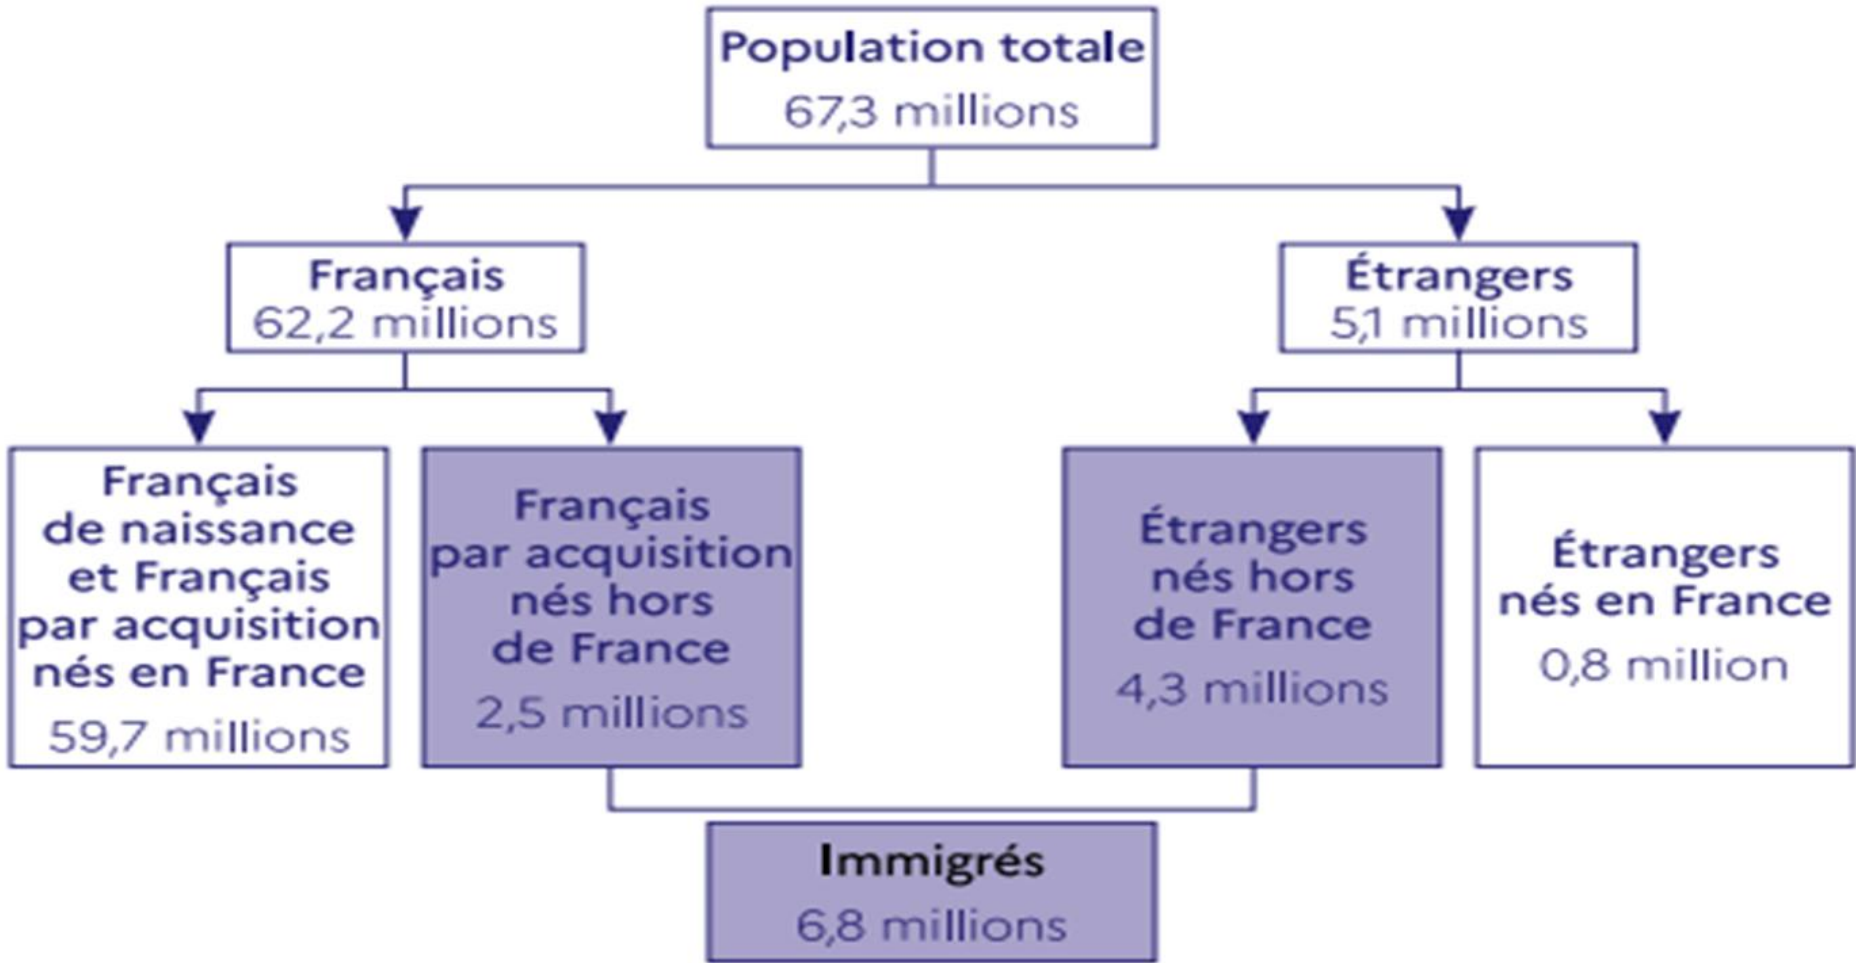 Population totale
67,3 millions
Français
62,2 millions
Étrangers
5,1 millions
Français
de naissance
et Français
par acquisition
nés en France
59,7 millions
Français
par acquisition
nés hors
de France
2,5 millions
Étrangers
nés hors
de France
4,3 millions
Étrangers
nés en France
0,8 million
Immigrés
6,8 millions